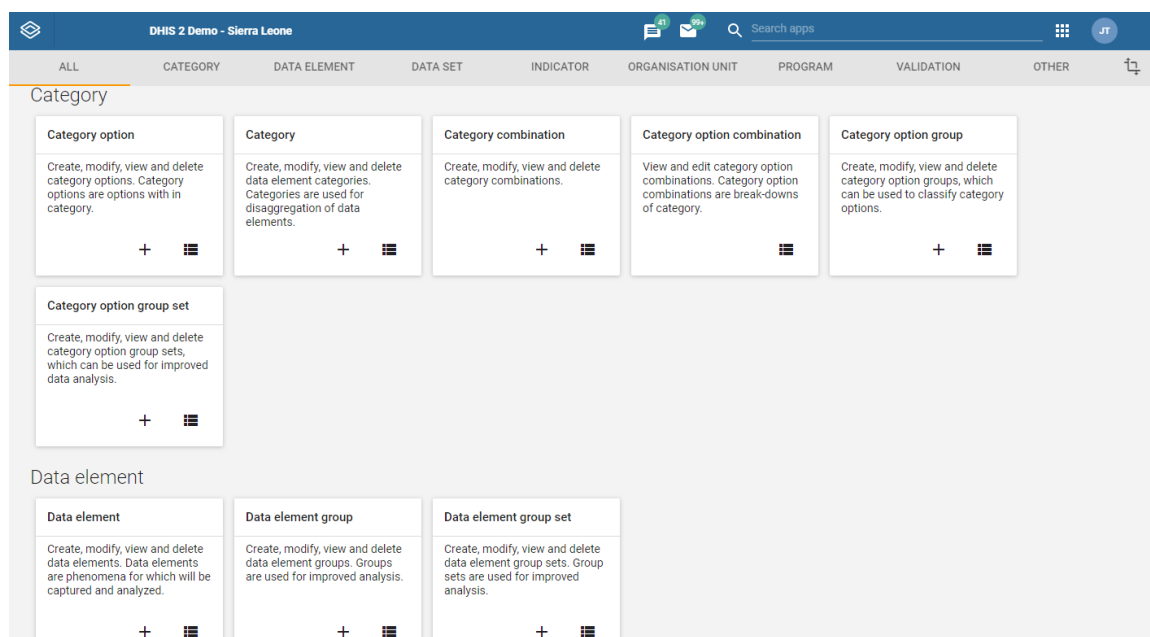 DHIS 2 Demo - Sierra Leone
41
99+
Search apps
JT
ALL
CATEGORY
DATA ELEMENT
DATA SET
INDICATOR
ORGANISATION UNIT
PROGRAM
VALIDATION
OTHER
Category
Category option
Create, modify, view and delete
category options. Category
options are options with in
category.
Category
Create, modify, view and delete
data element categories.
Categories are used for
disaggregation of data
elements.
Category combination
Create, modify, view and delete
category combinations.
Category option combination
View and edit category option
combinations. Category option
combinations are break-downs
of category.
Category option group
Create, modify, view and delete
category option groups, which
can be used to classify category
options.
Category option group set
Create, modify, view and delete
category option group sets,
which can be used for improved
data analysis.
Data element
Data element
Create, modify, view and delete
data elements. Data elements
are phenomena for which will be
captured and analyzed.
Data element group
Create, modify, view and delete
data element groups. Groups
are used for improved analysis.
Data element group set
Create, modify, view and delete
data element group sets. Group
sets are used for improved
analysis.